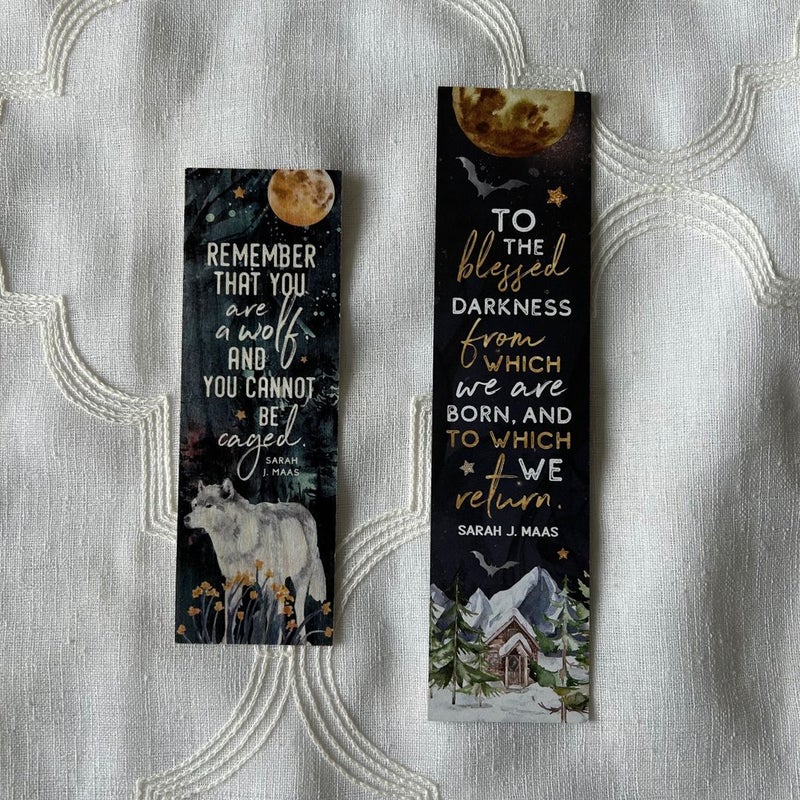 REMEMBER
THAT YOU
are
a wolf.
AND
YOU CANNOT
BE
caged.
SARAH
J. MAAS
TO
THE
blessed
DARKNESS
from
WHICH
we are
BORN, AND
TO WHICH
WE
return.
SARAH J. MAAS